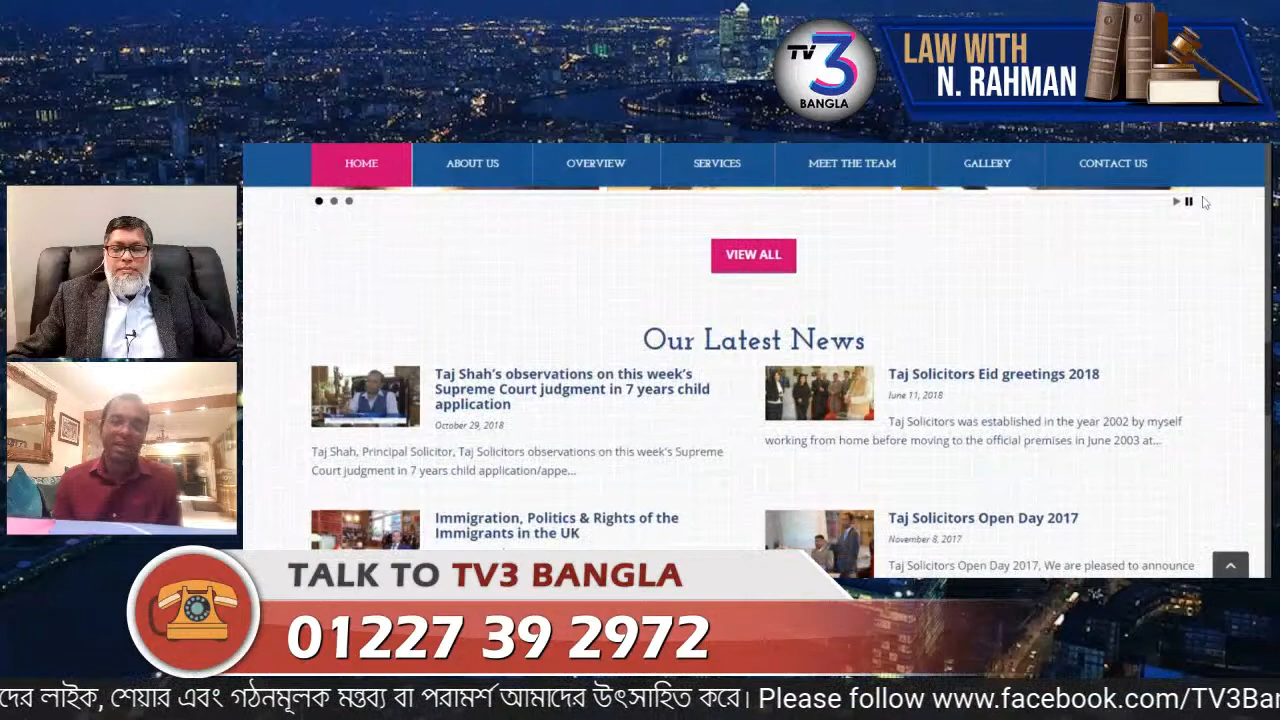 TV3
BANGLA
LAW WITH
N. RAHMAN
HOME
ABOUT US
OVERVIEW
SERVICES
MEET THE TEAM
GALLERY
CONTACT US
VIEW ALL
Our Latest News
Taj Shah's observations on this week's
Supreme Court judgment in 7 years child
application
October 29, 2018
Taj Shah, Principal Solicitor, Taj Solicitors observations on this week's Supreme
Court judgment in 7 years child application/appe...
Taj Solicitors Eid greetings 2018
June 11, 2018
Taj Solicitors was established in the year 2002 by myself
working from home before moving to the official premises in June 2003 at...
Immigration, Politics & Rights of the
Immigrants in the UK
Taj Solicitors Open Day 2017
November 8, 2017
Taj Solicitors Open Day 2017, We are pleased to announce
TALK TO TV3 BANGLA
01227 39 2972
দের লাইক, শেয়ার এবং গঠনমূলক মন্তব্য বা পরামর্শ আমাদের উৎসাহিত করে। Please follow www.facebook.com/TV3Ban